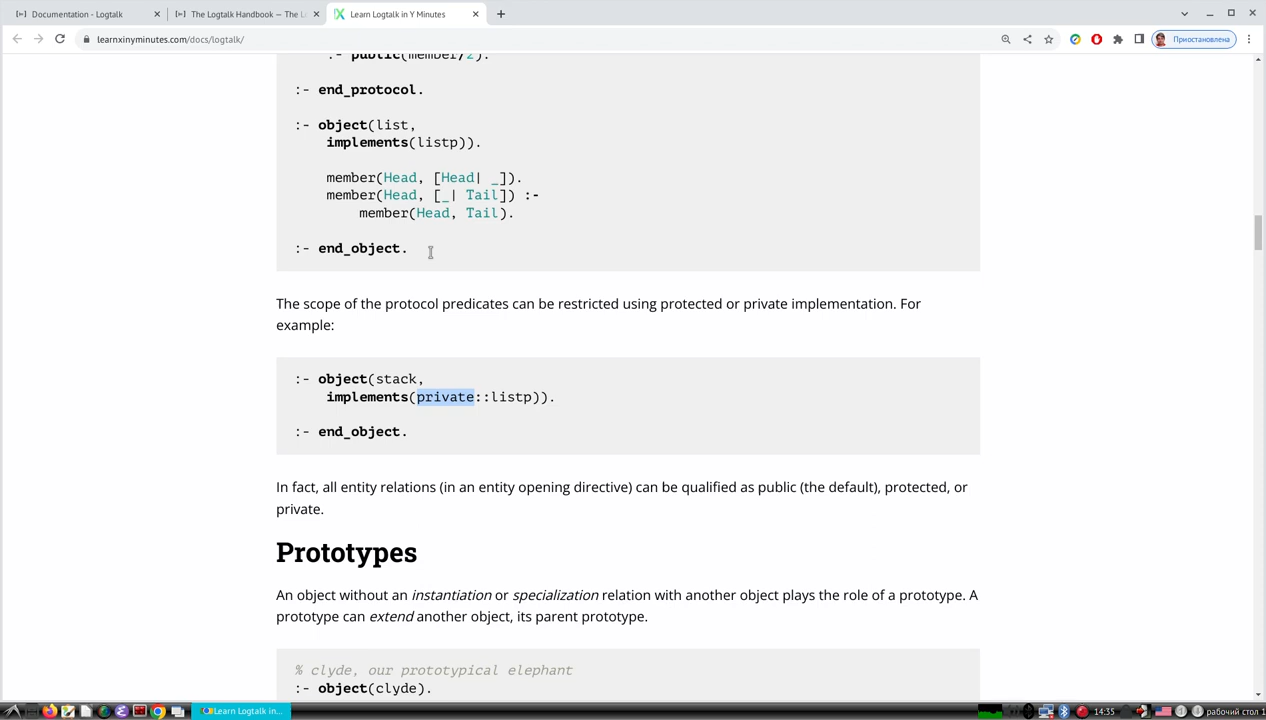 Documentation - Logtalk
The Logtalk Handbook — The L
Learn Logtalk in Y Minutes
learnxinyminutes.com/docs/logtalk/
Приостановлена
:- public(member/2).
:- end_protocol.
:- object(list,
implements(listp)).
member(Head, [Head| _]).
member(Head, [_| Tail]) :-
member(Head, Tail).
:- end_object.
The scope of the protocol predicates can be restricted using protected or private implementation. For
example:
:- object(stack,
implements(private::listp)).
:- end_object.
In fact, all entity relations (in an entity opening directive) can be qualified as public (the default), protected, or
private.
Prototypes
An object without an instantiation or specialization relation with another object plays the role of a prototype. A
prototype can extend another object, its parent prototype.
% clyde, our prototypical elephant
:- object(clyde).
Learn Logtalk in...
14:35
рабочий стол 1